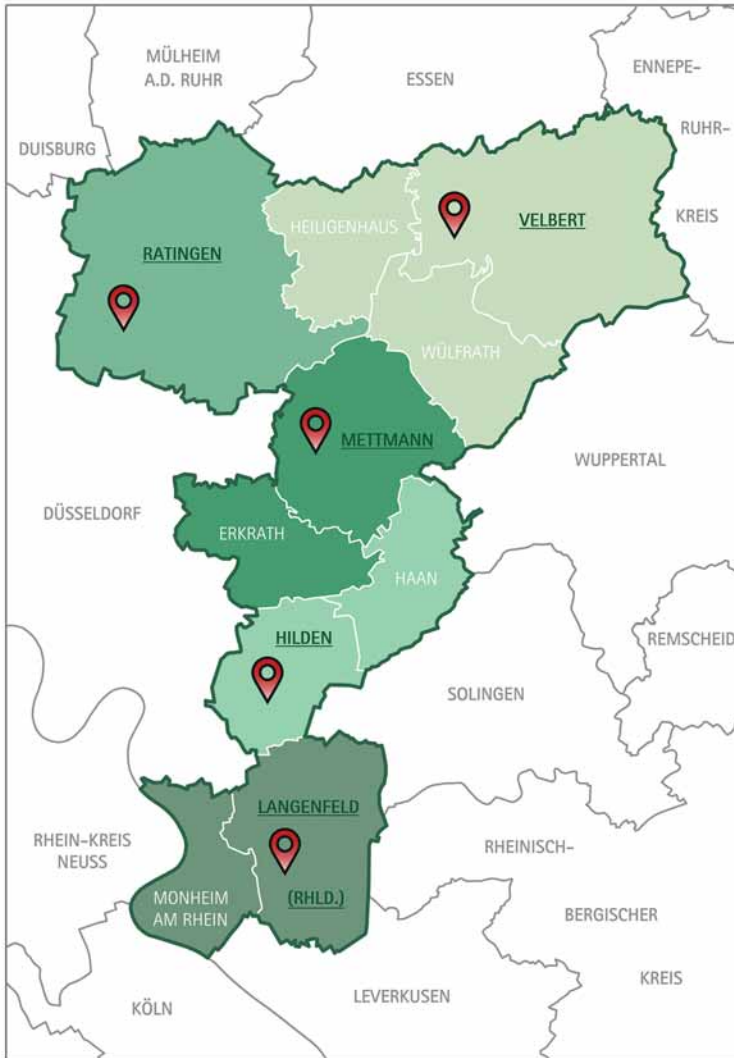 MÜLHEIM
A.D. RUHR
ESSEN
ENNEPE-
RUHR-
KREIS
DUISBURG
HEILIGENHAUS
VELBERT
RATINGEN
WÜLFRATH
METTMANN
WUPPERTAL
DÜSSELDORF
ERKRATH
HAAN
HILDEN
REMSCHEID
SOLINGEN
LANGENFELD
(RHLD.)
RHEIN-KREIS
NEUSS
RHEINISCH-
BERGISCHER
KREIS
MONHEIM
AM RHEIN
KÖLN
LEVERKUSEN